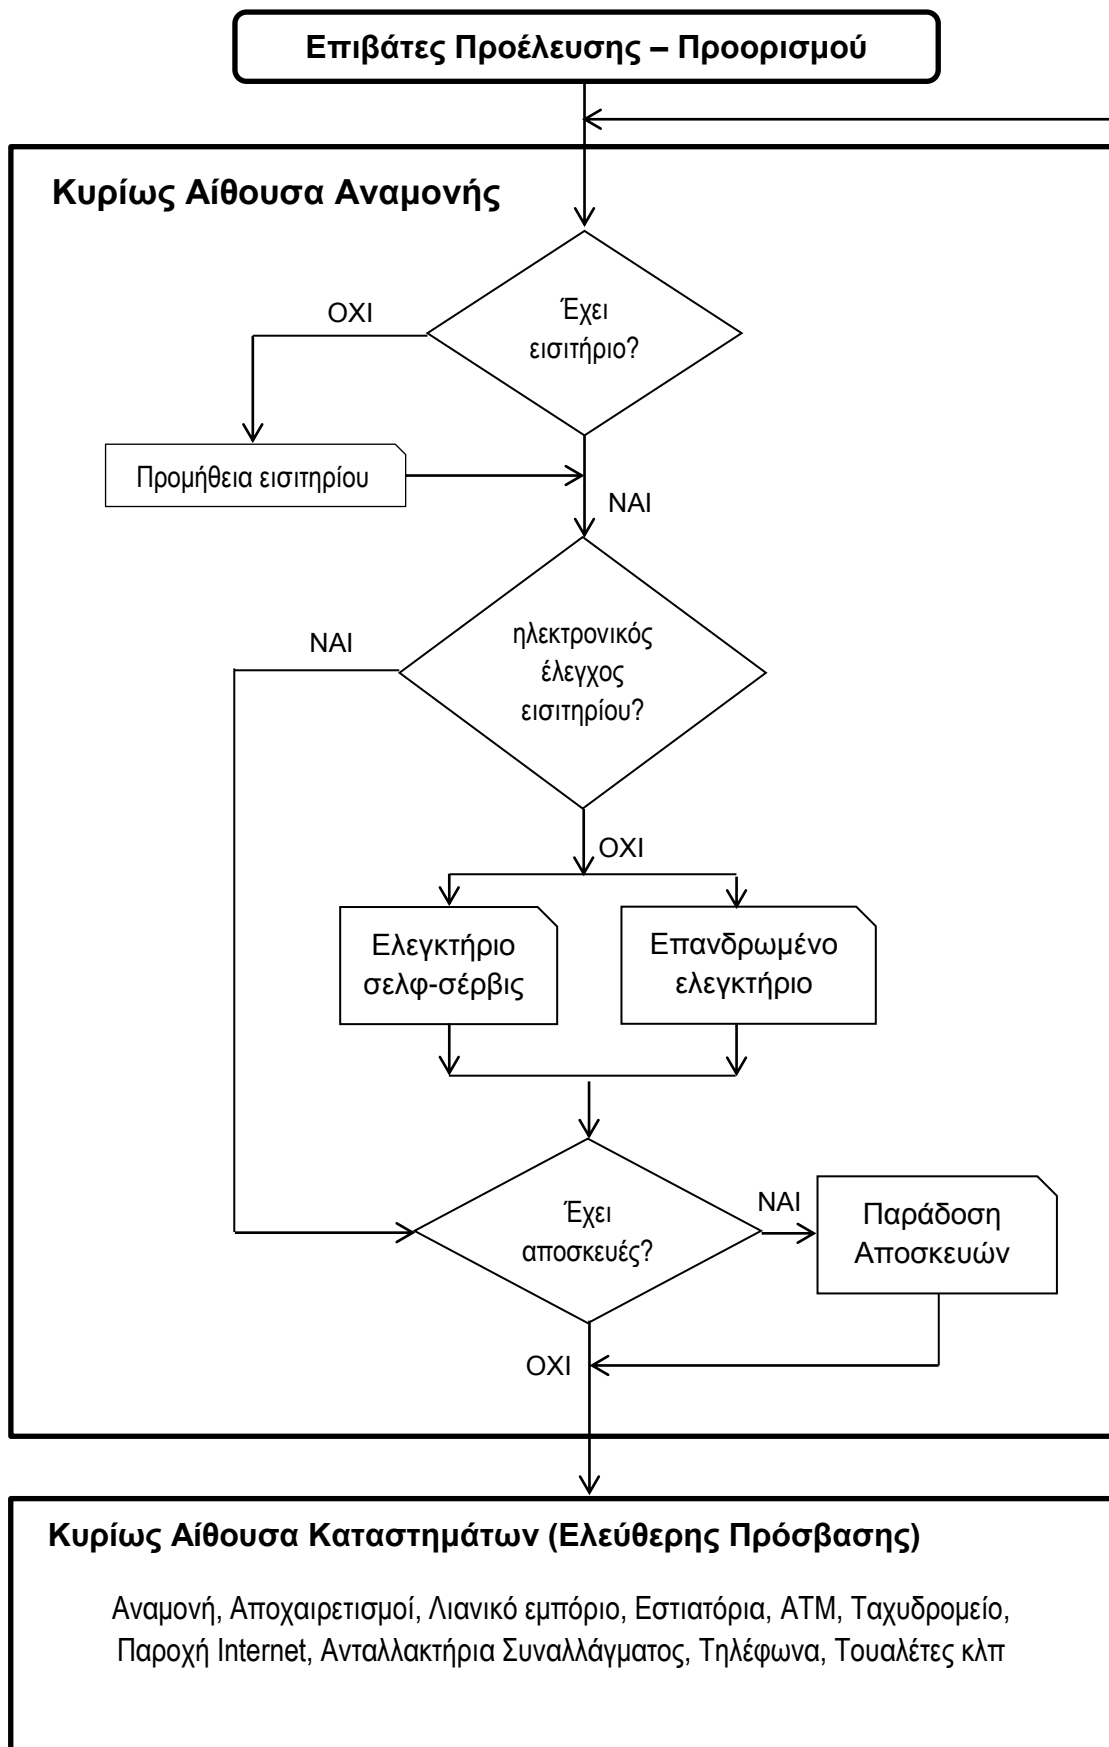 Επιβάτες Προέλευσης – Προορισμού
Κυρίως Αίθουσα Αναμονής
ΟΧΙ
Έχει
εισιτήριο?
Προμήθεια εισιτηρίου
ΝΑΙ
ΝΑΙ
ηλεκτρονικός
έλεγχος
εισιτηρίου?
ΟΧΙ
Ελεγκτήριο
σελφ-σέρβις
Επανδρωμένο
ελεγκτήριο
Έχει
αποσκευές?
ΝΑΙ
Παράδοση
Αποσκευών
ΟΧΙ
Κυρίως Αίθουσα Καταστημάτων (Ελεύθερης Πρόσβασης)
Αναμονή, Αποχαιρετισμοί, Λιανικό εμπόριο, Εστιατόρια, ΑΤΜ, Ταχυδρομείο,
Παροχή Internet, Ανταλλακτήρια Συναλλάγματος, Τηλέφωνα, Τουαλέτες κλπ